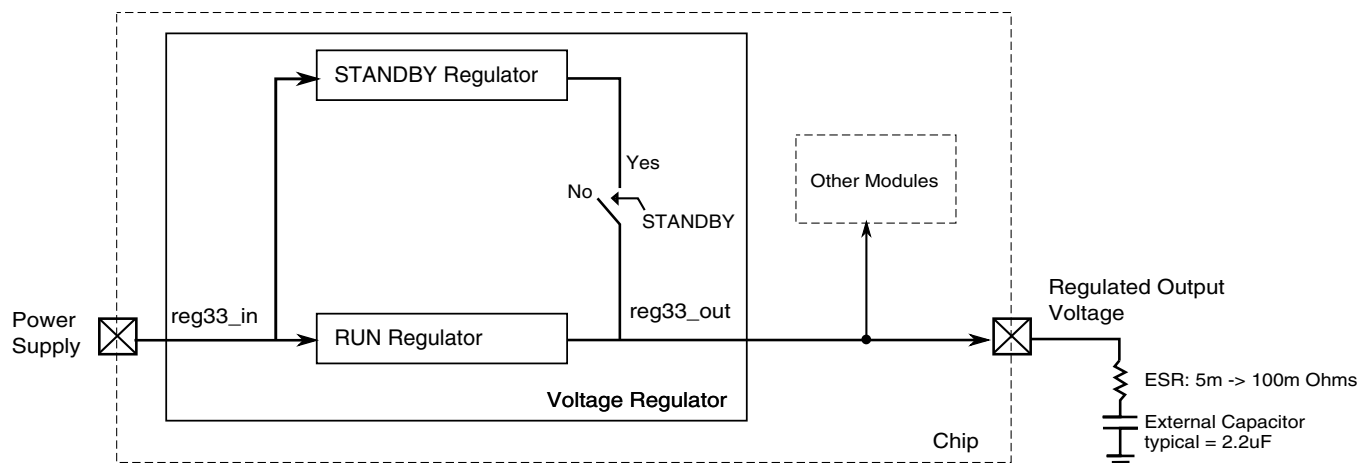 STANDBY Regulator
Yes
No
STANDBY
Other Modules
Power
Supply
reg33_in
RUN Regulator
reg33_out
Regulated Output
Voltage
ESR: 5m -> 100m Ohms
Voltage Regulator
External Capacitor
typical = 2.2uF
Chip